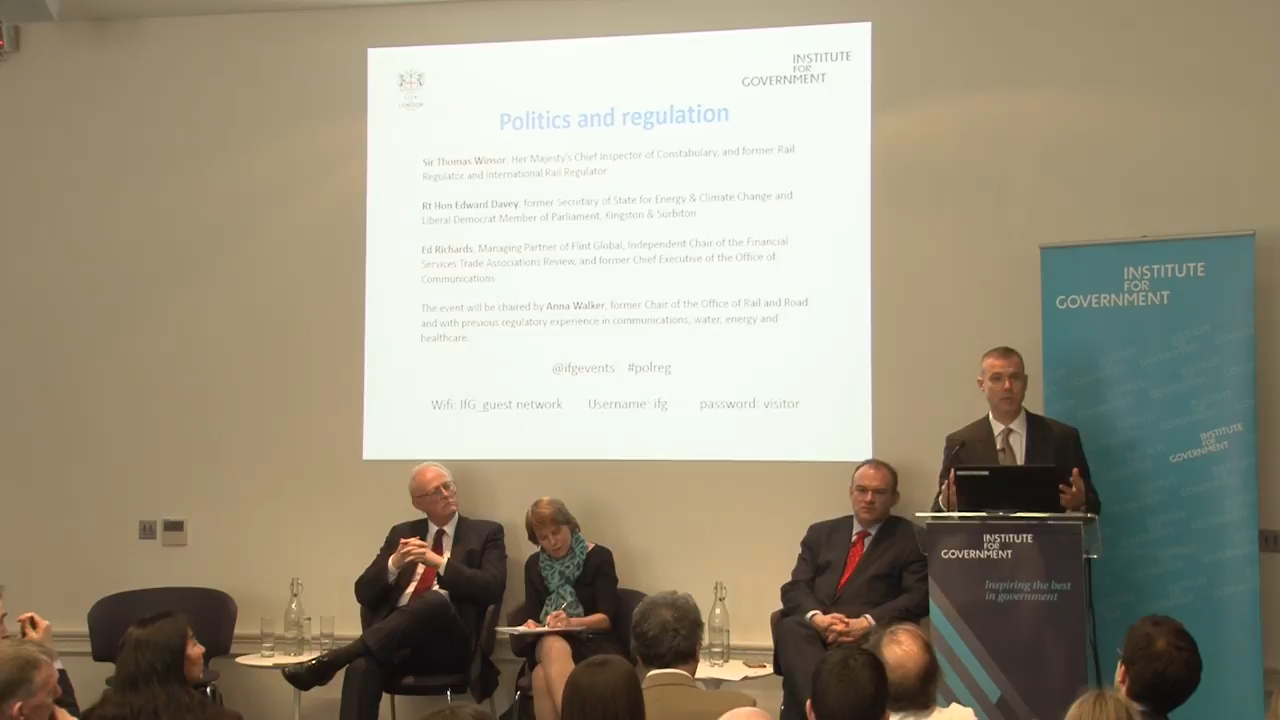 INSTITUTE
FOR
GOVERNMENT
LONDON
Politics and regulation
Sir Thomas Winsor, Her Majesty's Chief Inspector of Constabulary, and former Rail
Regulator and International Rail Regulator
Rt Hon Edward Davey, former Secretary of State for Energy & Climate Change and
Liberal Democrat Member of Parliament, Kingston & Surbiton
Ed Richards, Managing Partner of Flint Global, Independent Chair of the Financial
Services Trade Associations Review, and former Chief Executive of the Office of
Communications.
The event will be chaired by Anna Walker, former Chair of the Office of Rail and Road
and with previous regulatory experience in communications, water, energy and
healthcare.
@ifgevents #polreg
Wifi: IfG_guest network Username: ifg password: visitor
INSTITUTE
FOR
GOVERNMENT
INSTITUTE
FOR
GOVERNMENT
INSTITUTE
FOR
GOVERNMENT
Inspiring the best
in government